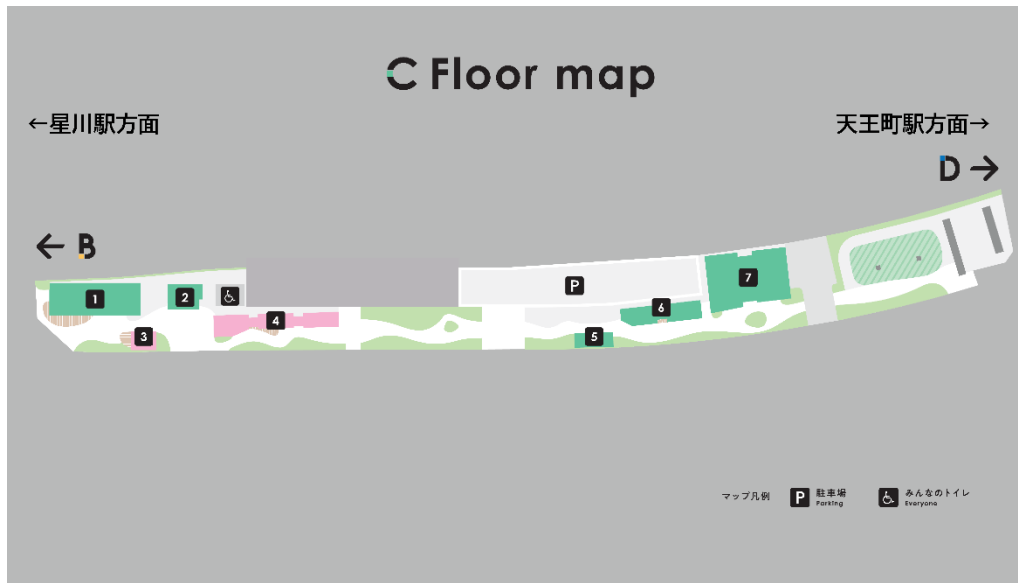 C Floor map
←星川駅方面
天王町駅方面→
D→
←B
1
2
3
4
P
5
6
7
マップ凡例
P 駐車場
Parking
みんなのトイレ
Everyone